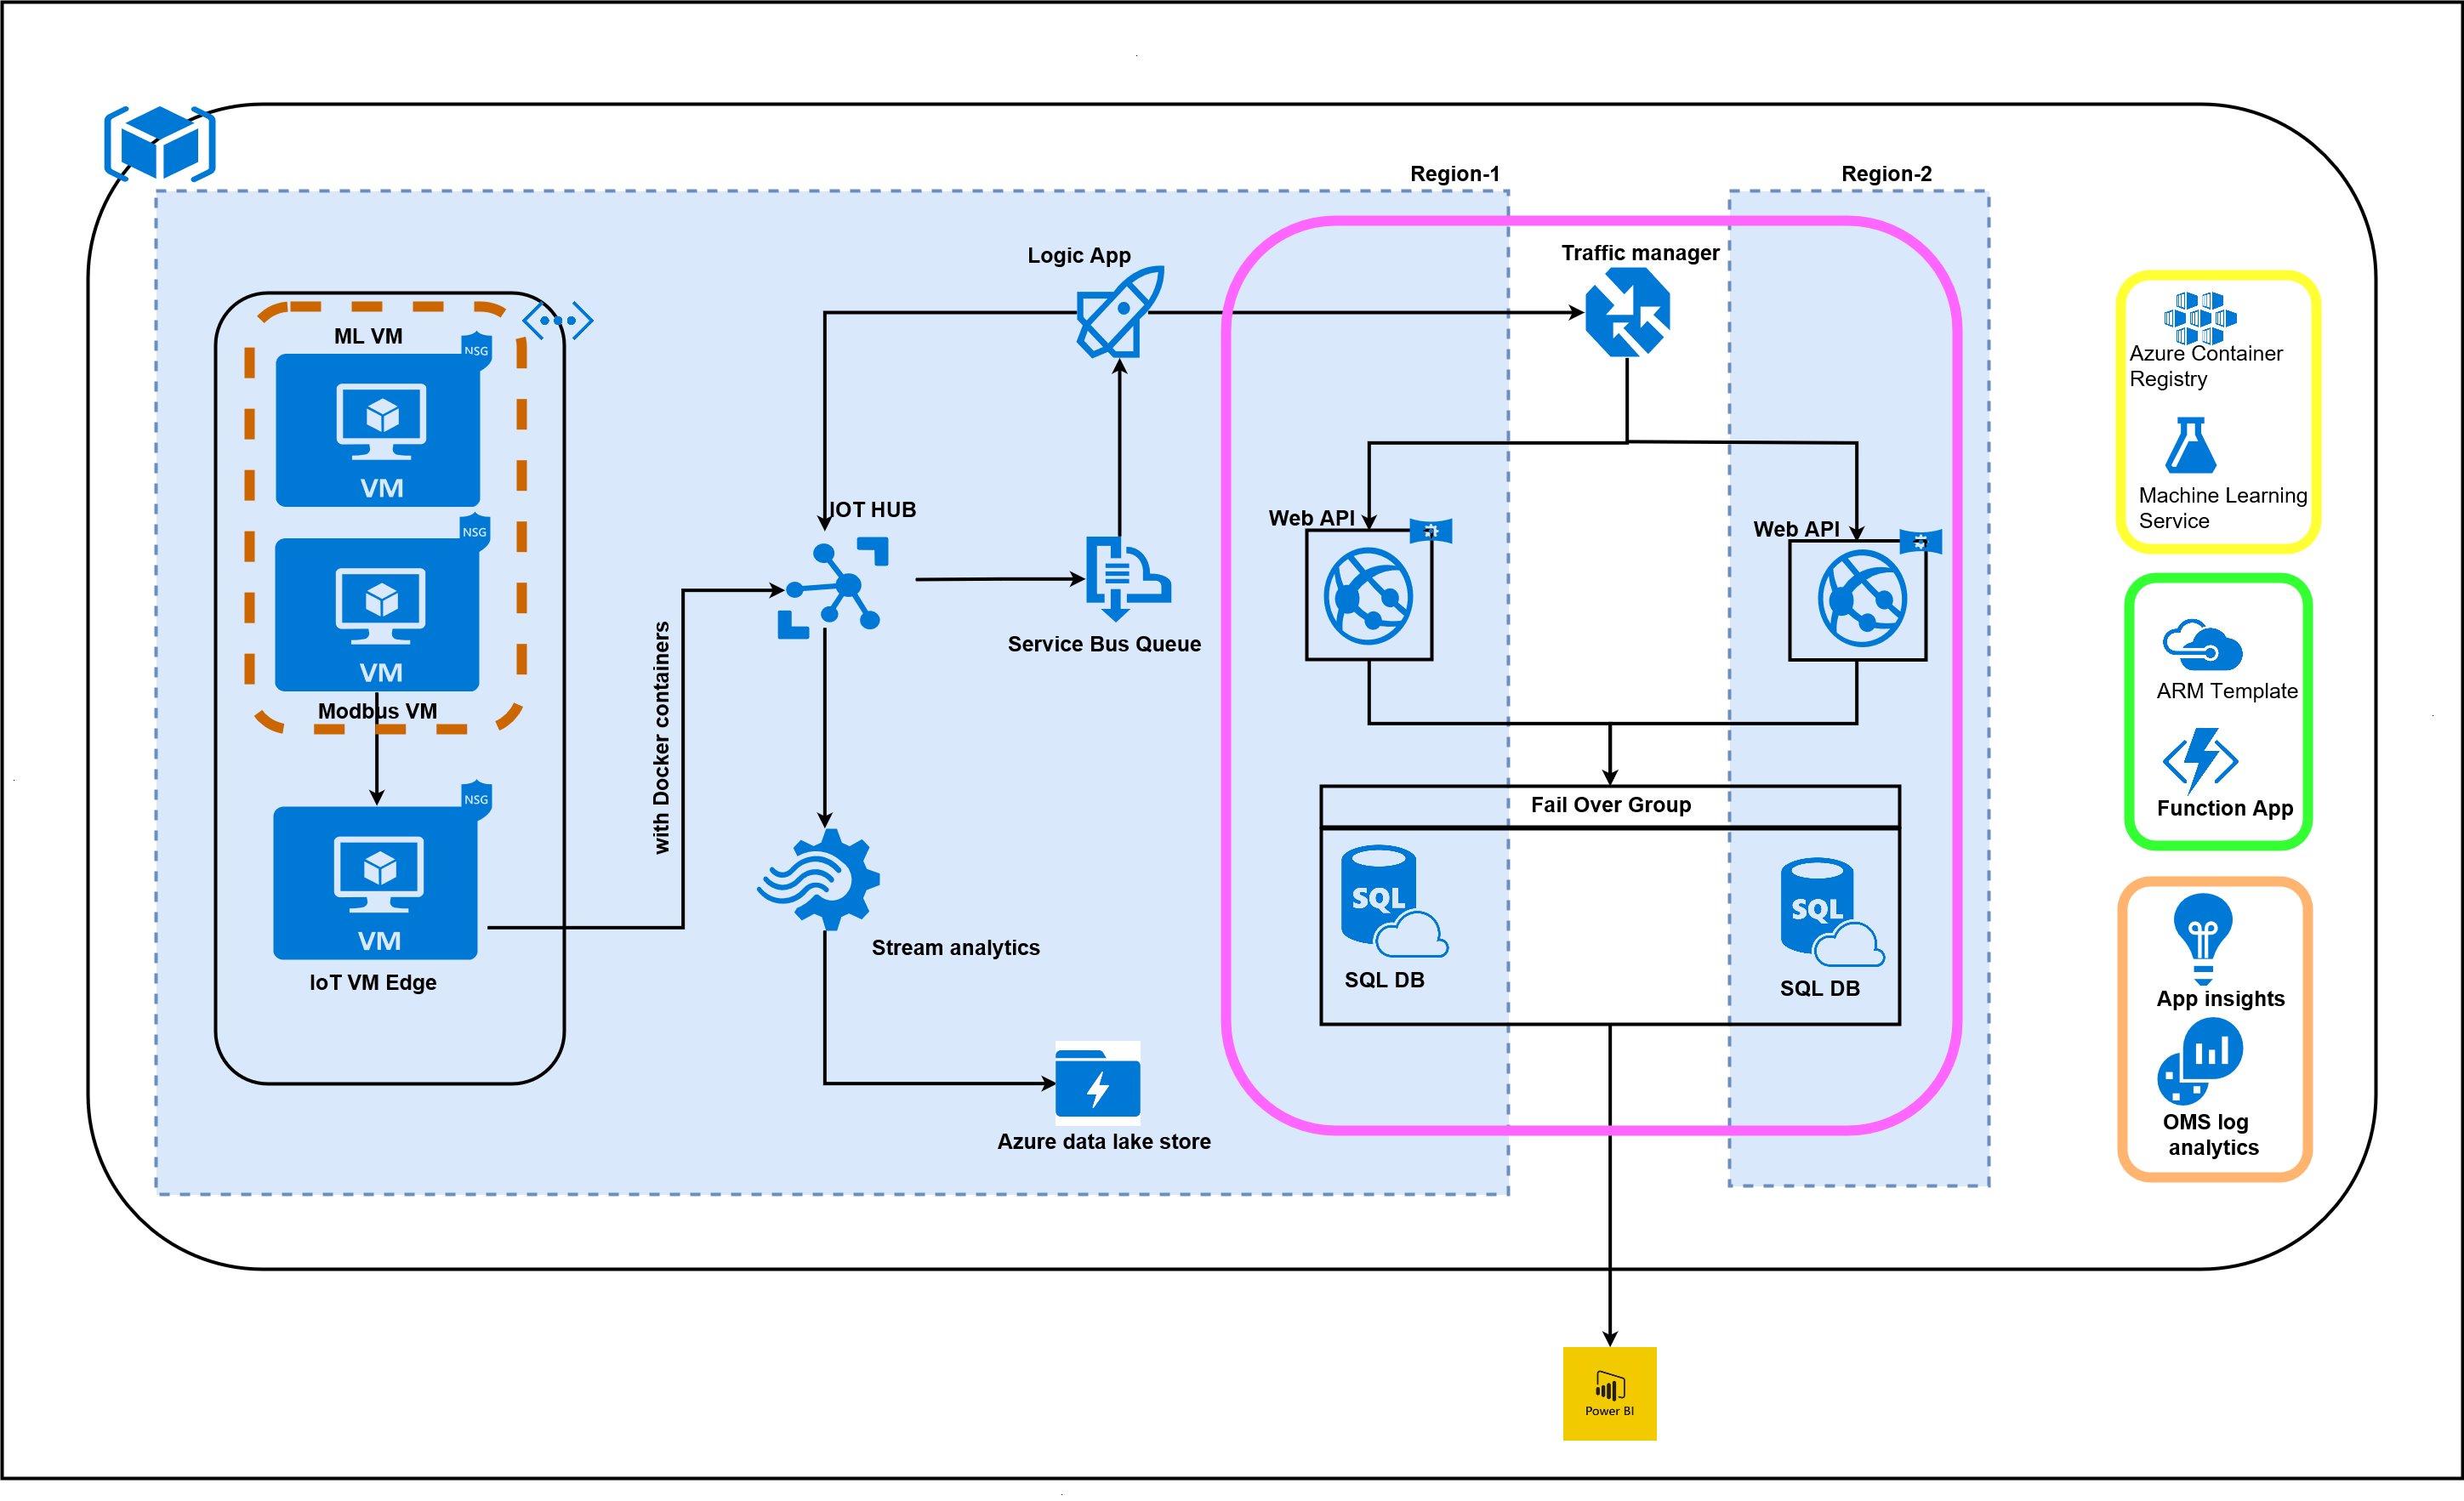 Region-1
Region-2
Logic App
Traffic manager
ML VM
NSG
VM
NSG
VM
Modbus VM
NSG
VM
IoT VM Edge
with Docker containers
IOT HUB
Service Bus Queue
Stream analytics
Azure data lake store
Web API
Web API
Fail Over Group
SQL
SQL DB
SQL
SQL DB
Power BI
Azure Container
Registry
Machine Learning
Service
ARM Template
Function App
App insights
OMS log
analytics